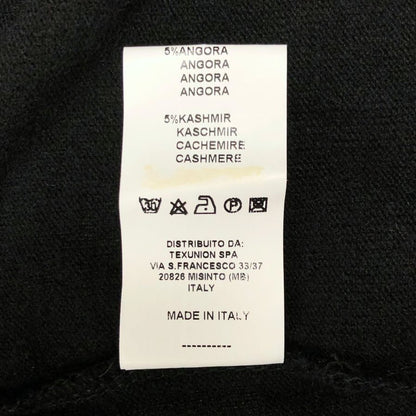 5%ANGORA
ANGORA
ANGORA
ANGORA
5%KASHMIR
KASCHMIR
CACHEMIRE
CASHMERE
30 P
DISTRIBUITO DA:
TEXUNION SPA
VIA S.FRANCESCO 33/37
20826 MISINTO (MB)
ITALY
MADE IN ITALY
----------